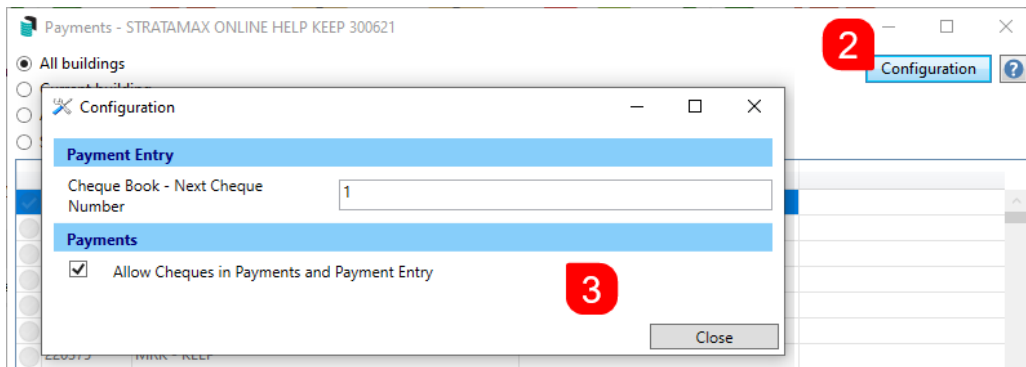 Payments - STRATAMAX ONLINE HELP KEEP 300621
2
All buildings
Configuration
?
Configuration
Payment Entry
Cheque Book - Next Cheque
Number
1
Payments
Allow Cheques in Payments and Payment Entry
3
Close